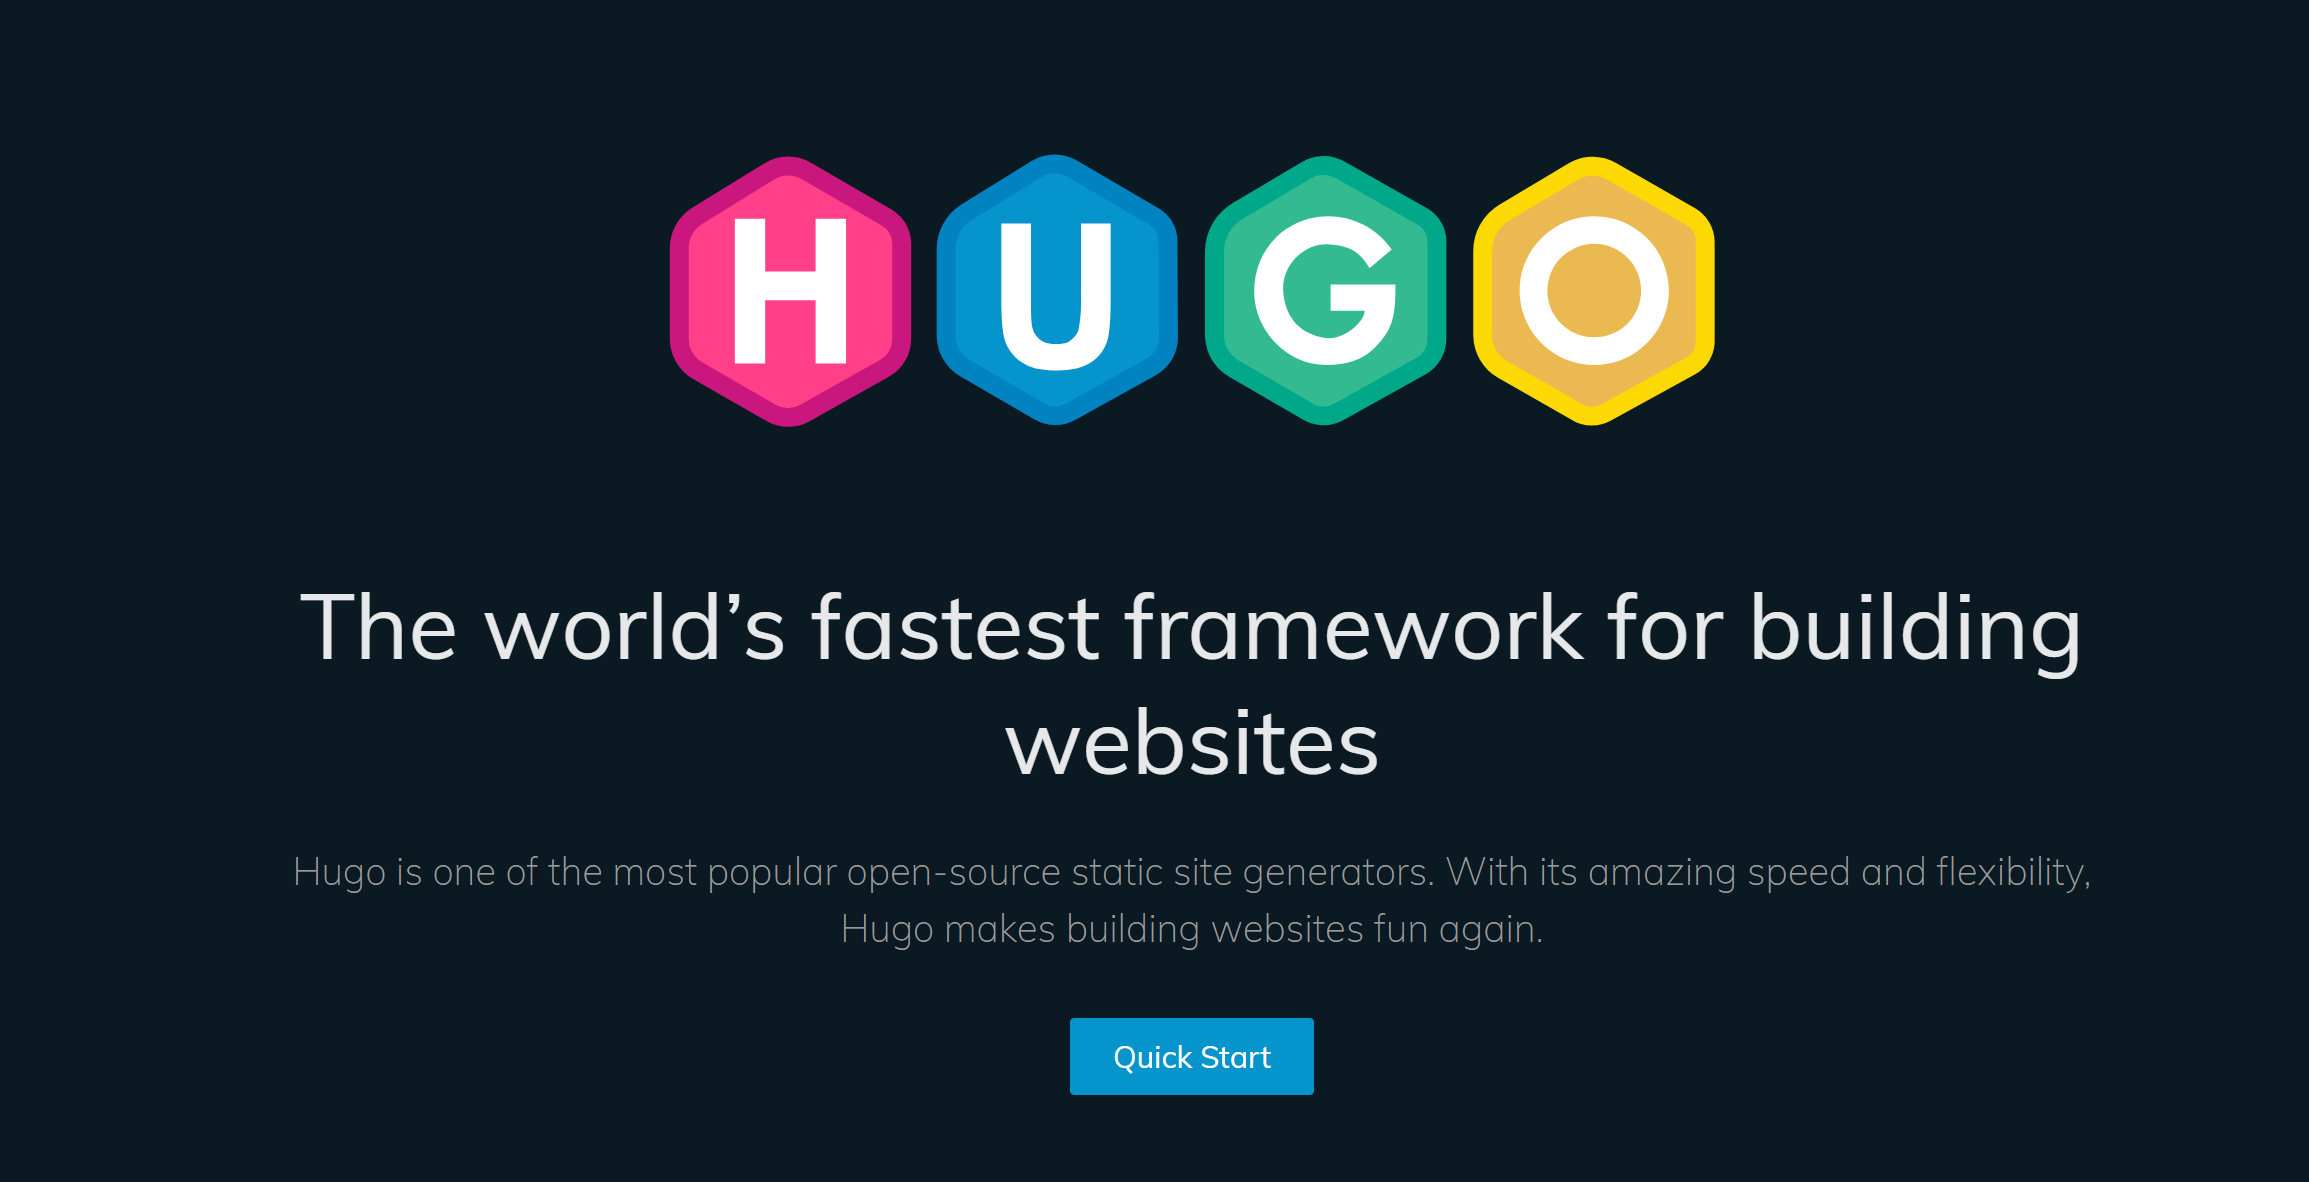 HUGO
The world’s fastest framework for building
websites
Hugo is one of the most popular open-source static site generators. With its amazing speed and flexibility,
Hugo makes building websites fun again.
Quick Start